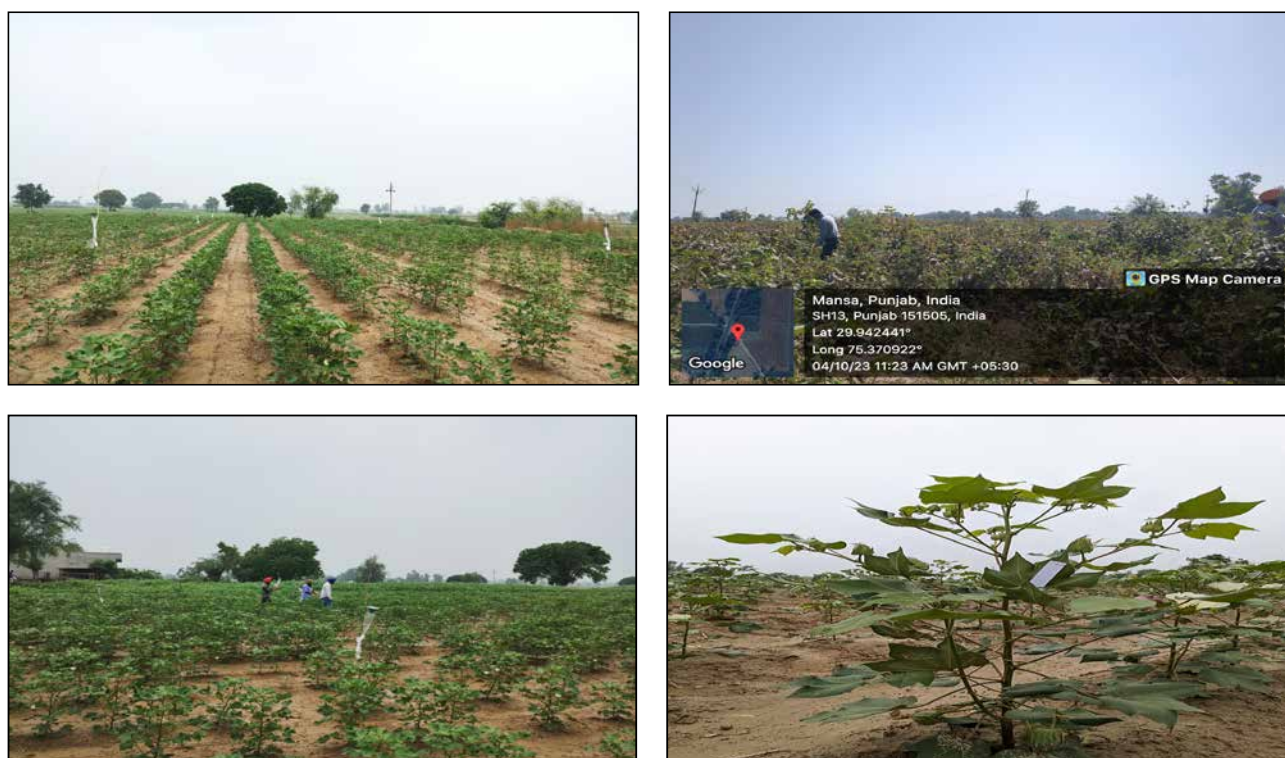 GPS Map Camera
Mansa, Punjab, India
SH13, Punjab 151505, India
Lat 29.942441°
Long 75.370922°
04/10/23 11:23 AM GMT +05:30
Google